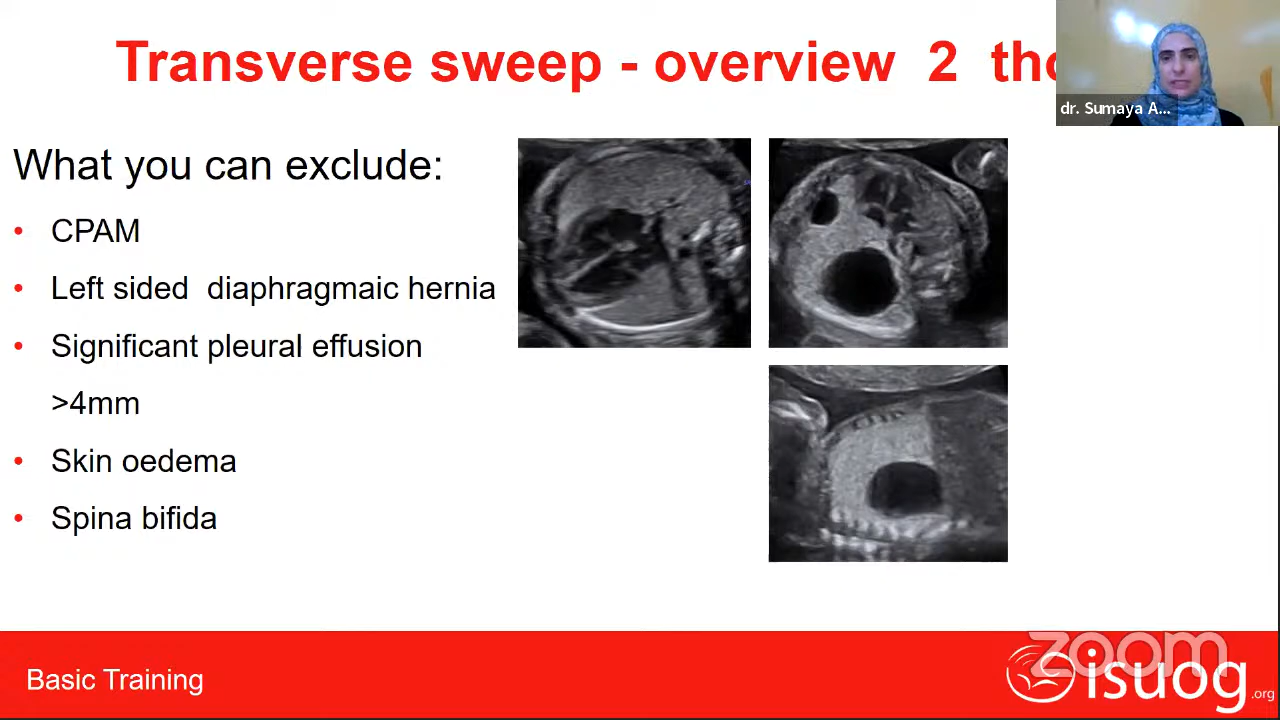 Transverse sweep - overview 2 tho
dr. Sumaya A...
What you can exclude:
• CPAM
• Left sided diaphragmaic hernia
• Significant pleural effusion
>4mm
• Skin oedema
• Spina bifida
zoom
Basic Training
isuog.org